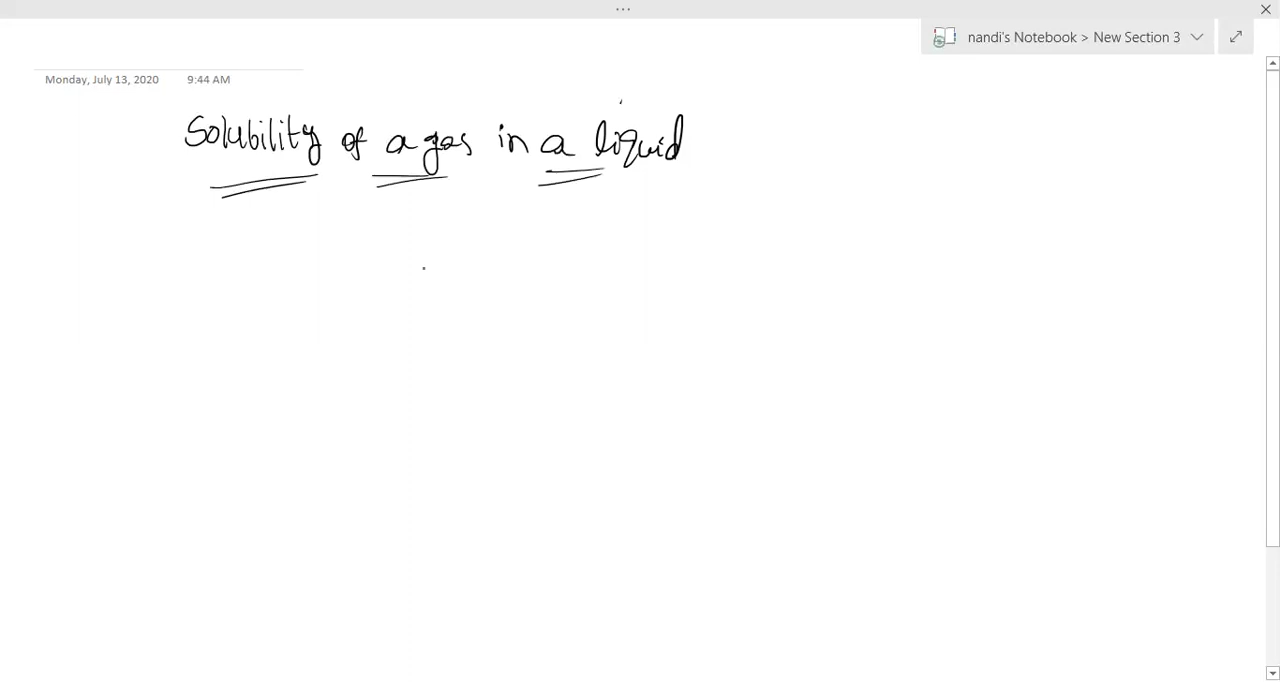 ...
nandi's Notebook > New Section 3
Monday, July 13, 2020 9:44 AM
Solubility of a gas in a liquid